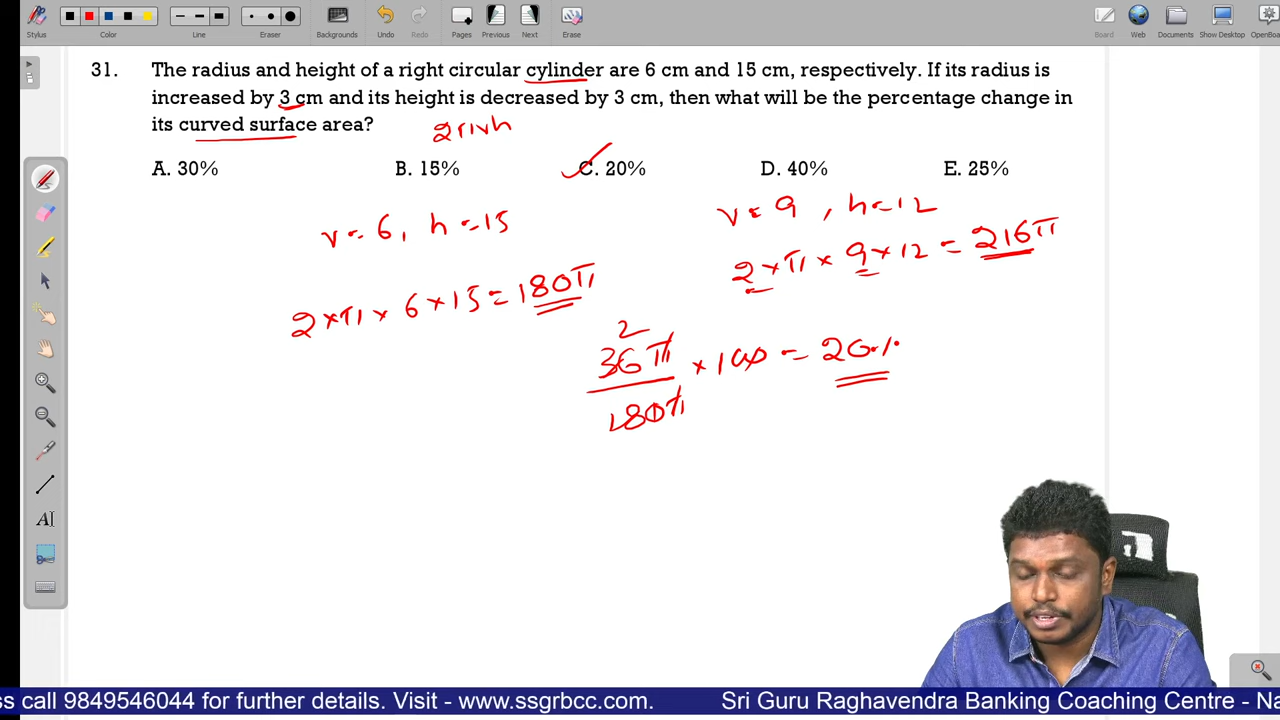 Stylus Color Line Eraser Backgrounds Undo Redo Pages Previous Next Erase Board Web Documents Show Desktop OpenBoa
31. The radius and height of a right circular cylinder are 6 cm and 15 cm, respectively. If its radius is
increased by 3 cm and its height is decreased by 3 cm, then what will be the percentage change in
its curved surface area?
2πrh
A. 30% B. 15% C. 20% D. 40% E. 25%
r = 6, h = 15
r = 9, h = 12
2 × π × 6 × 15 = 180π
2 × π × 9 × 12 = 216π
2
36π
180π
× 100 = 20%
ss call 9849546044 for further details. Visit - www.ssgrbcc.com. Sri Guru Raghavendra Banking Coaching Centre - Na